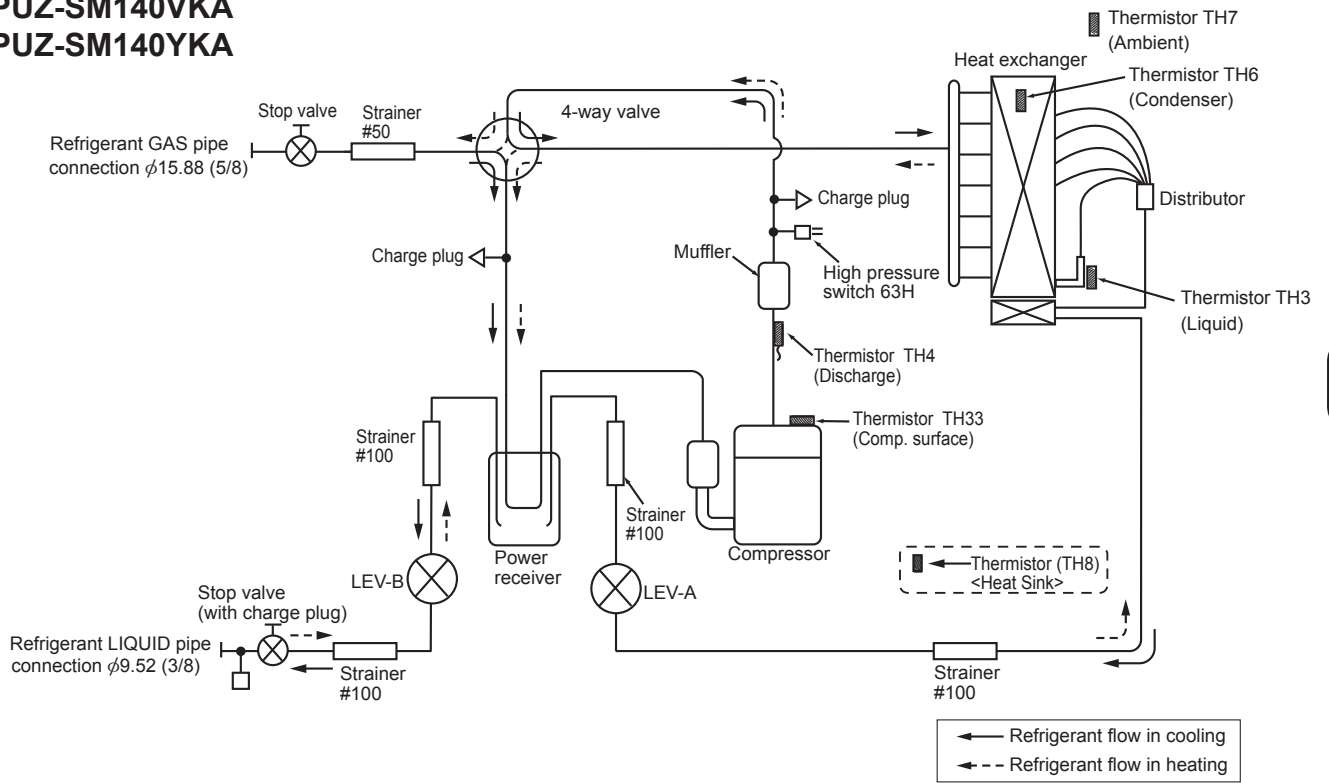 PUZ-SM140VKA
PUZ-SM140YKA
Thermistor TH7
(Ambient)
Heat exchanger
Thermistor TH6
(Condenser)
Stop valve
Strainer
#50
4-way valve
Refrigerant GAS pipe
connection ϕ15.88 (5/8)
Charge plug
Distributor
Charge plug
Muffler
High pressure
switch 63H
Thermistor TH3
(Liquid)
Thermistor TH4
(Discharge)
Thermistor TH33
(Comp. surface)
Strainer
#100
Strainer
#100
Power
receiver
Compressor
LEV-B
LEV-A
Thermistor (TH8)
<Heat Sink>
Stop valve
(with charge plug)
Refrigerant LIQUID pipe
connection ϕ9.52 (3/8)
Strainer
#100
Strainer
#100
Refrigerant flow in cooling
Refrigerant flow in heating